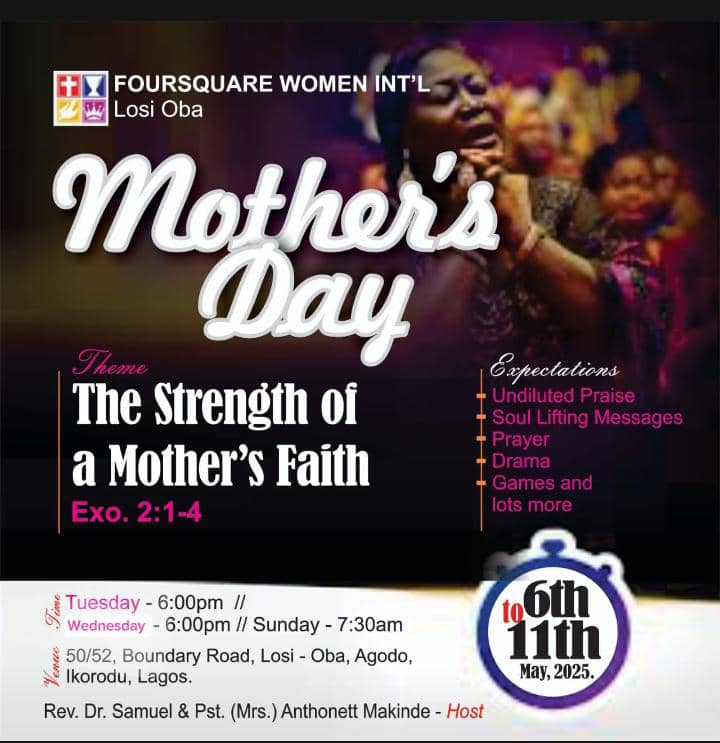 FOURSQUARE WOMEN INT'L
Losi Oba
Mother's
Day
Theme
The Strength of
a Mother's Faith
Exo. 2:1-4
Expectations
Undiluted Praise
Soul Lifting Messages
Prayer
Drama
Games and
lots more
Time
Tuesday - 6:00pm //
Wednesday - 6:00pm // Sunday - 7:30am
Venue
50/52, Boundary Road, Losi - Oba, Agodo,
Ikorodu, Lagos.
Rev. Dr. Samuel & Pst. (Mrs.) Anthonett Makinde - Host
6th
to 11th
May, 2025.